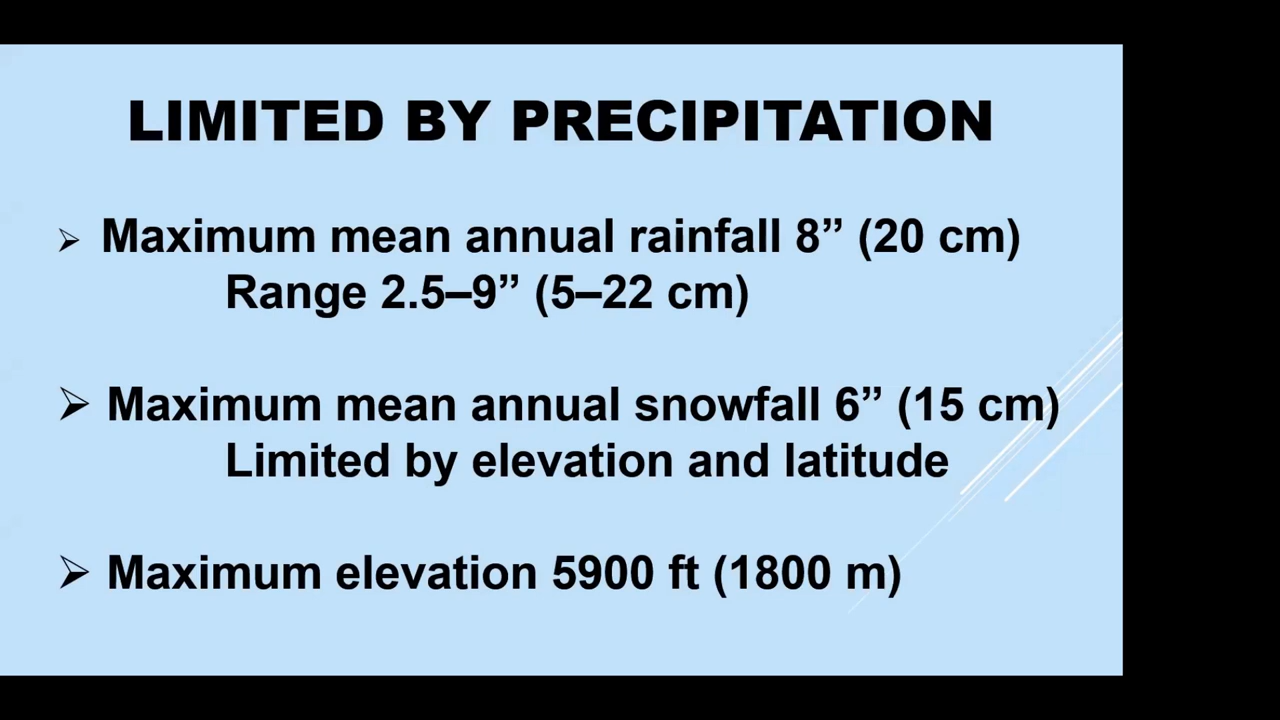 LIMITED BY PRECIPITATION
➢ Maximum mean annual rainfall 8” (20 cm)
Range 2.5–9” (5–22 cm)
➢ Maximum mean annual snowfall 6” (15 cm)
Limited by elevation and latitude
➢ Maximum elevation 5900 ft (1800 m)